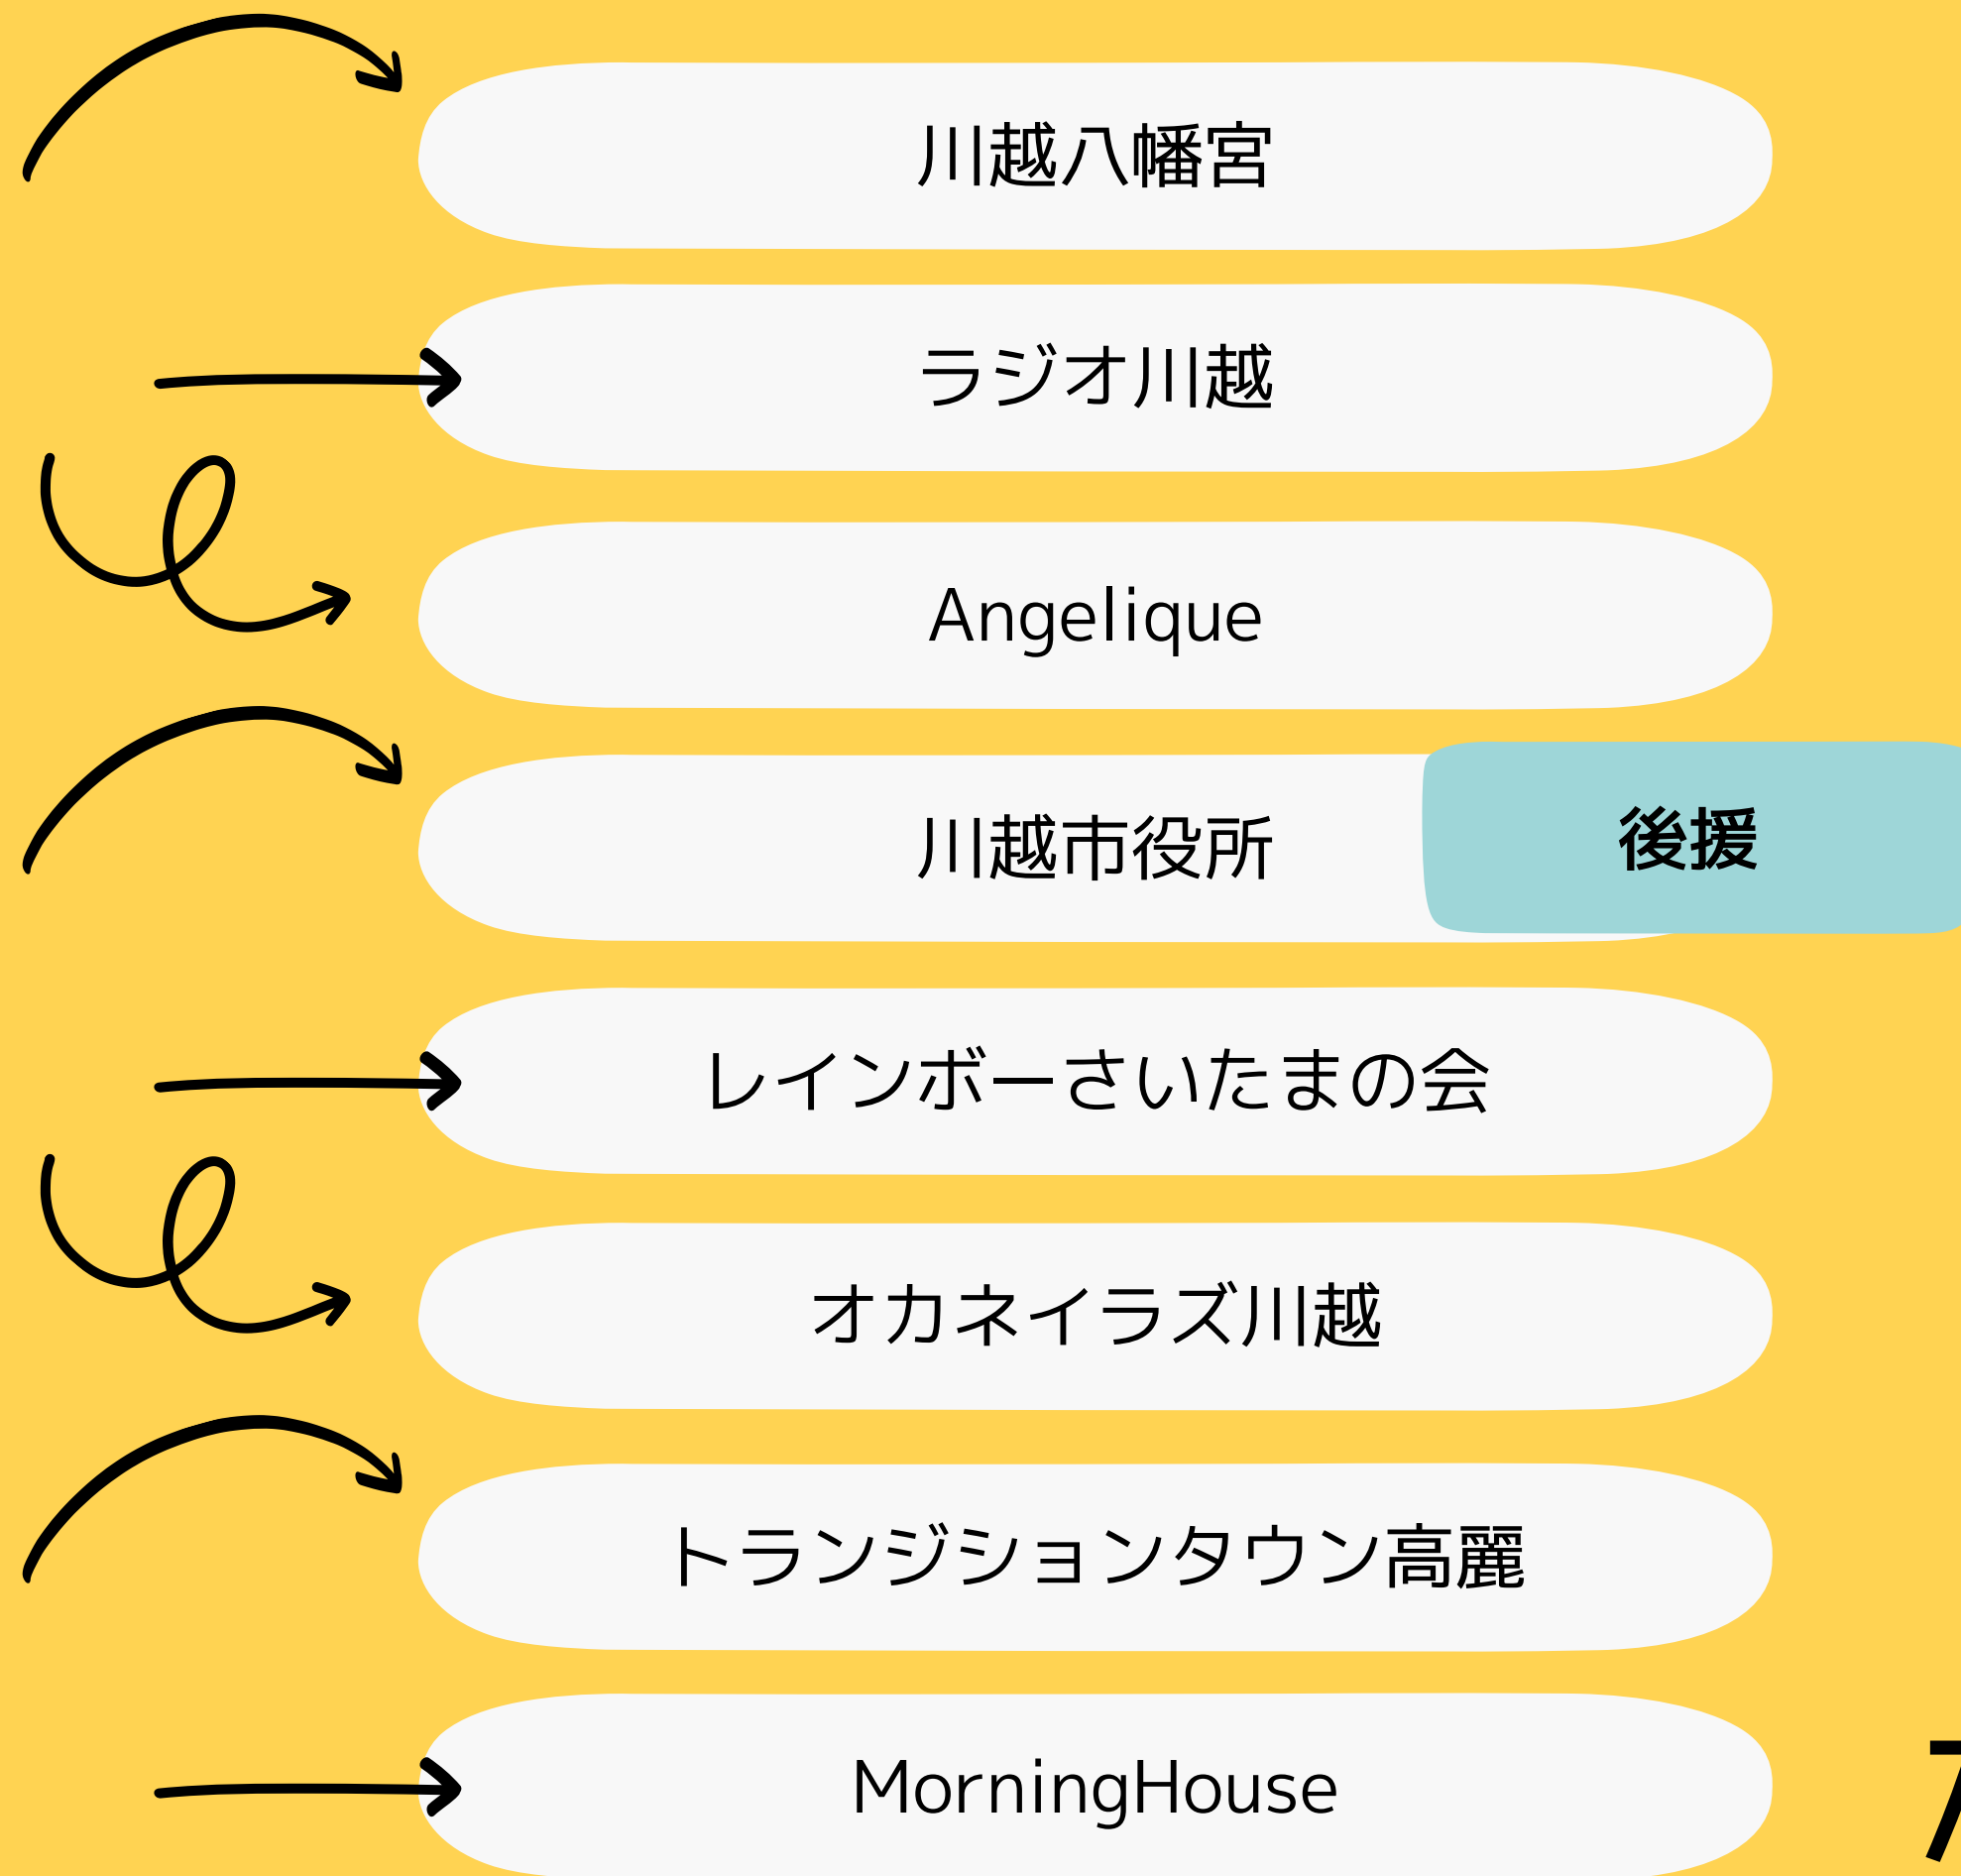 川越八幡宮
ラジオ川越
Angelique
川越市役所
後援
レインボーさいたまの会
オカネイラズ川越
トランジションタウン高麗
MorningHouse